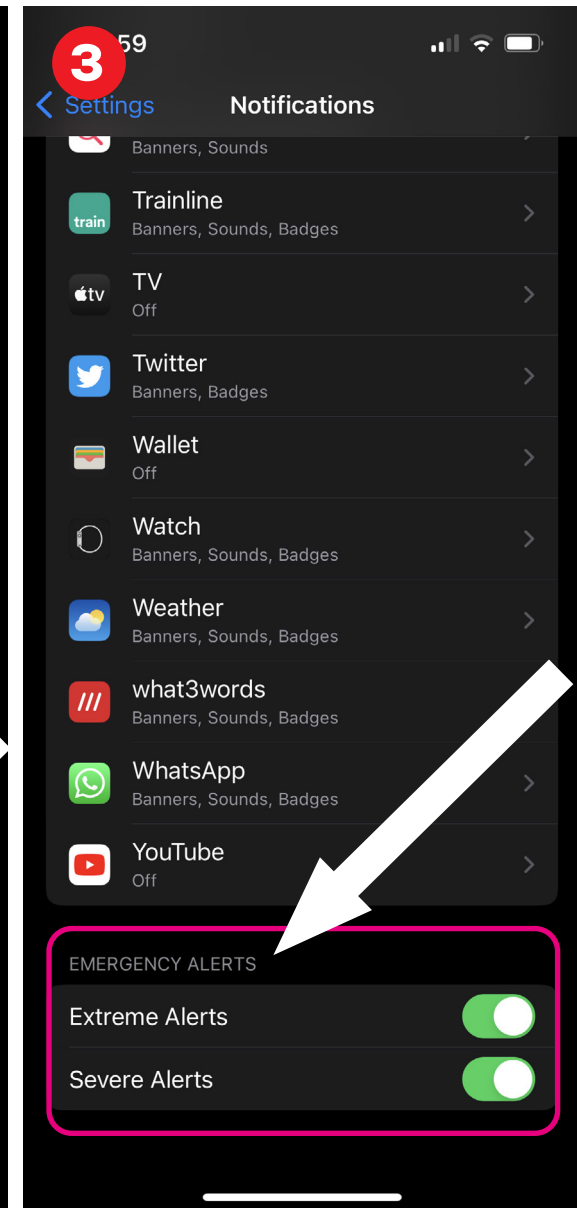 59
3
Settings
Notifications
Banners, Sounds
train
Trainline
Banners, Sounds, Badges
tv
TV
Off
Twitter
Banners, Badges
Wallet
Off
Watch
Banners, Sounds, Badges
Weather
Banners, Sounds, Badges
///
what3words
Banners, Sounds, Badges
WhatsApp
Banners, Sounds, Badges
YouTube
Off
EMERGENCY ALERTS
Extreme Alerts
Severe Alerts